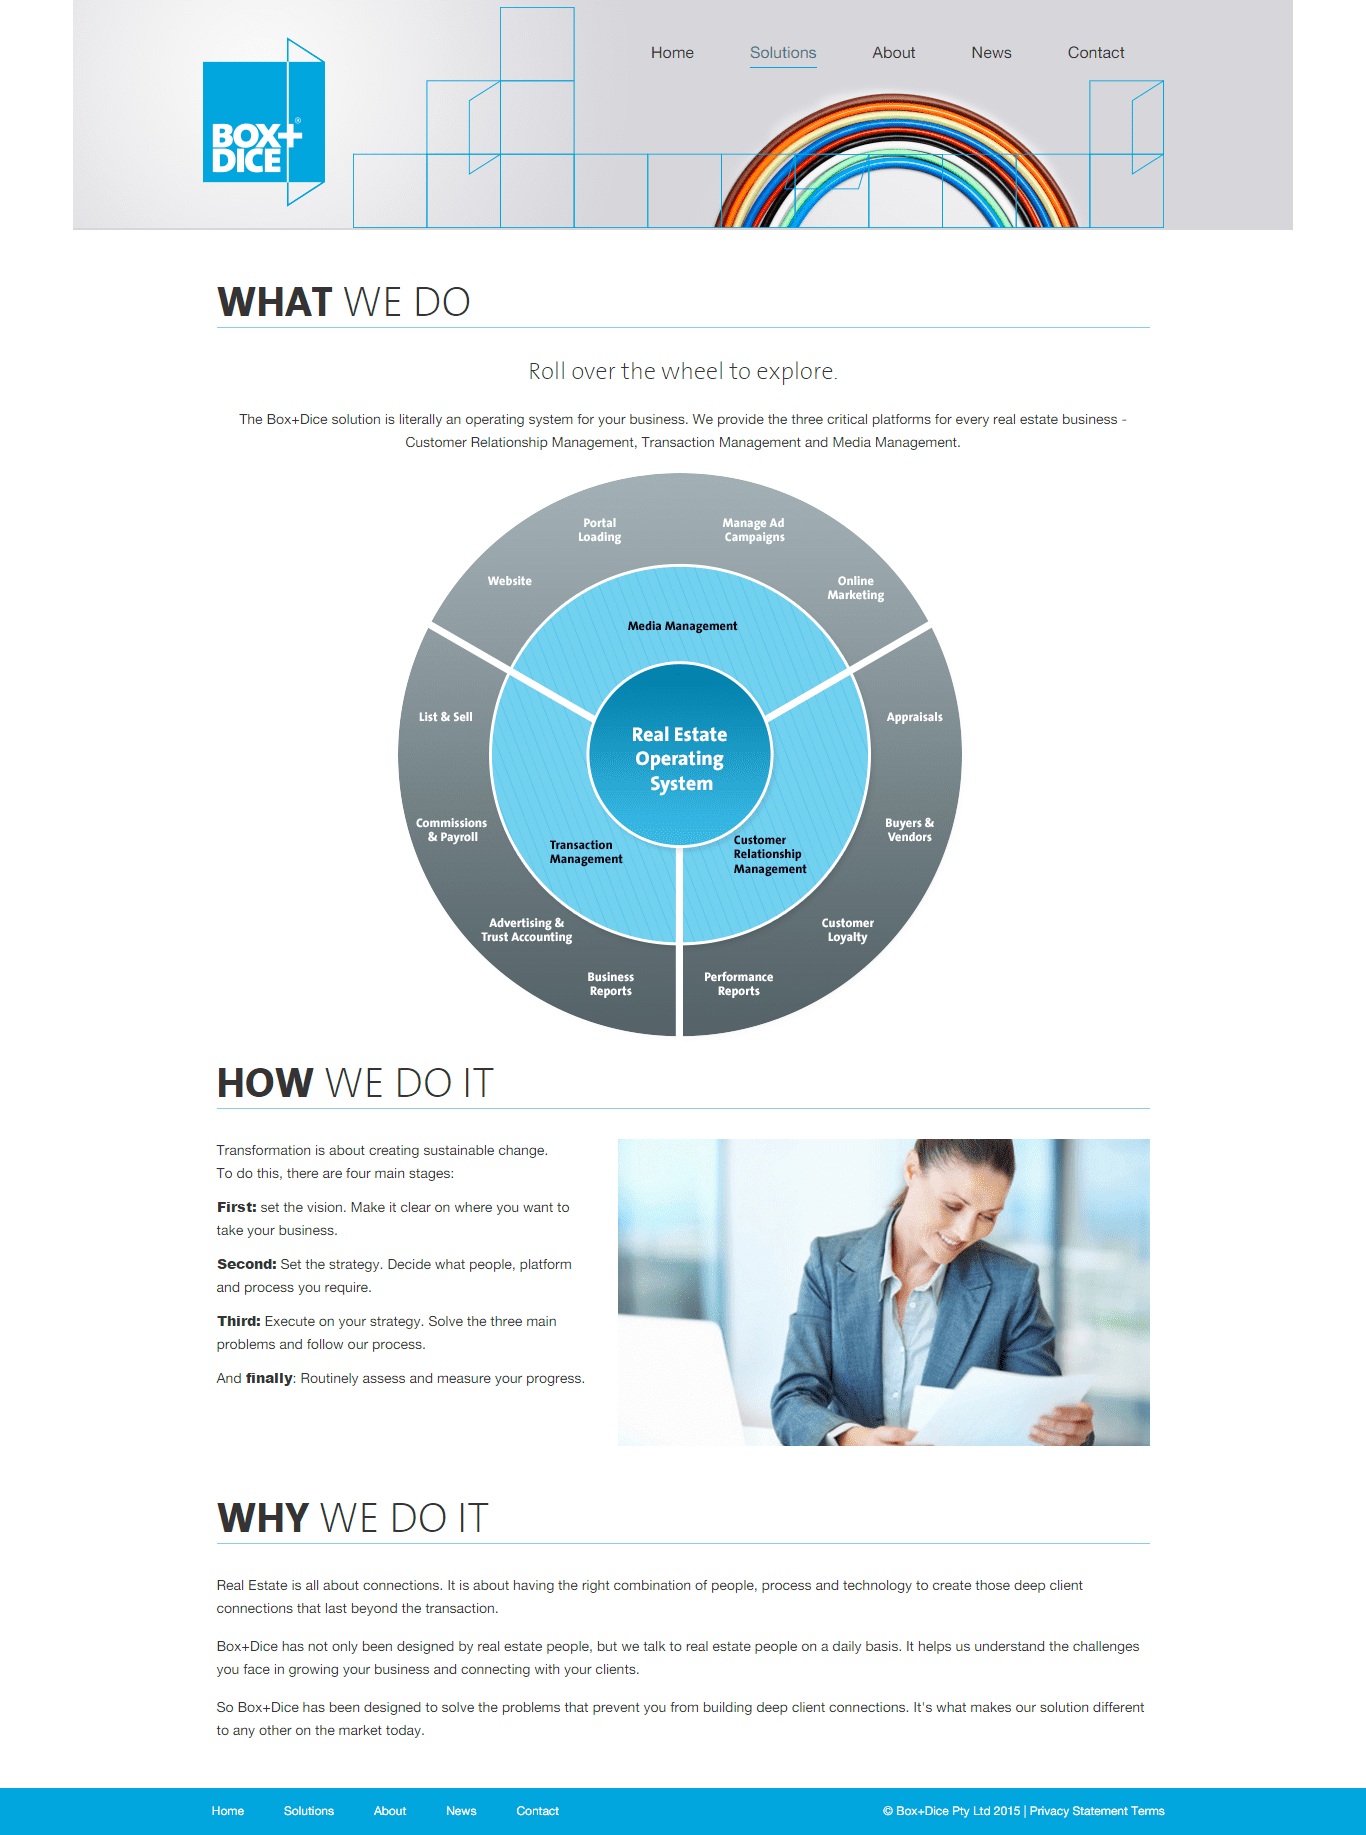 BOX+
DICE
®
Home
Solutions
About
News
Contact
WHAT WE DO
Roll over the wheel to explore.
The Box+Dice solution is literally an operating system for your business. We provide the three critical platforms for every real estate business -
Customer Relationship Management, Transaction Management and Media Management.
Portal
Loading
Manage Ad
Campaigns
Website
Online
Marketing
Media Management
List & Sell
Appraisals
Real Estate
Operating
System
Commissions
& Payroll
Buyers &
Vendors
Transaction
Management
Customer
Relationship
Management
Advertising &
Trust Accounting
Customer
Loyalty
Business
Reports
Performance
Reports
HOW WE DO IT
Transformation is about creating sustainable change.
To do this, there are four main stages:
First: set the vision. Make it clear on where you want to
take your business.
Second: Set the strategy. Decide what people, platform
and process you require.
Third: Execute on your strategy. Solve the three main
problems and follow our process.
And finally: Routinely assess and measure your progress.
WHY WE DO IT
Real Estate is all about connections. It is about having the right combination of people, process and technology to create those deep client
connections that last beyond the transaction.
Box+Dice has not only been designed by real estate people, but we talk to real estate people on a daily basis. It helps us understand the challenges
you face in growing your business and connecting with your clients.
So Box+Dice has been designed to solve the problems that prevent you from building deep client connections. It's what makes our solution different
to any other on the market today.
Home
Solutions
About
News
Contact
© Box+Dice Pty Ltd 2015 | Privacy Statement Terms